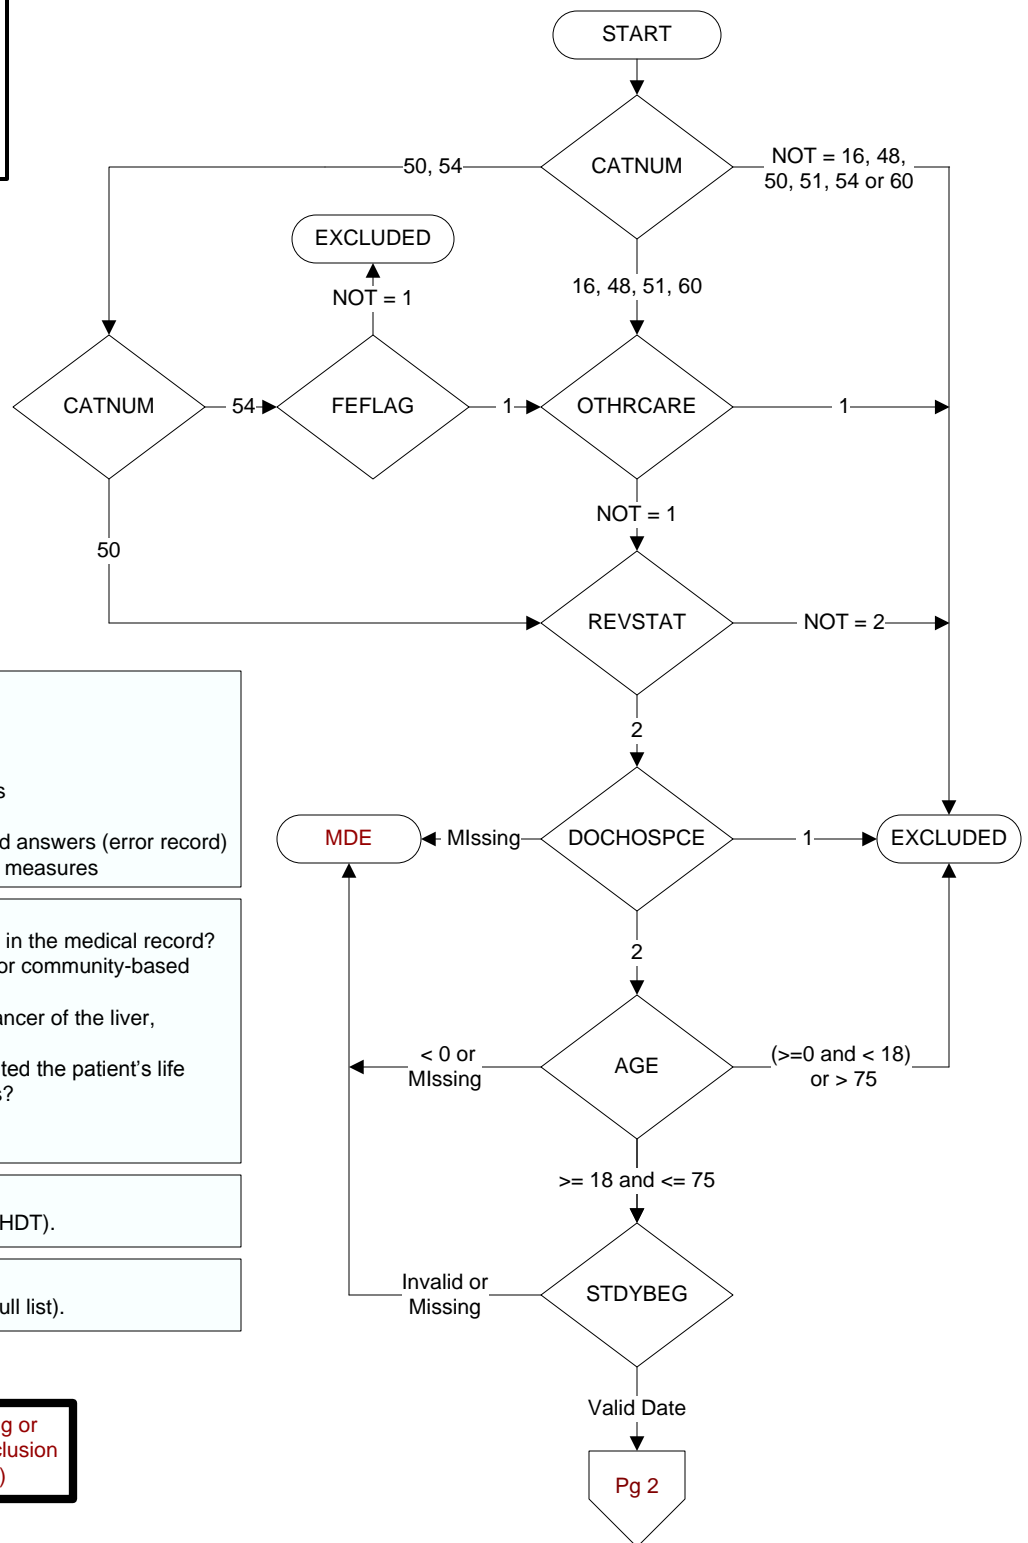 START
CATNUM
50, 54
NOT = 16, 48,
50, 51, 54 or 60
EXCLUDED
NOT = 1
16, 48, 51, 60
CATNUM
54
FEFLAG
1
OTHRCARE
1
NOT = 1
50
REVSTAT
NOT = 2
2
s
d answers (error record)
measures
MDE
MIssing
DOCHOSPCE
1
EXCLUDED
2
in the medical record?
or community-based
ancer of the liver,
ted the patient's life
s?
< 0 or
MIssing
AGE
(>=0 and < 18)
or > 75
>= 18 and <= 75
HDT).
ull list).
Invalid or
Missing
STDYBEG
Valid Date
g or
clusion
)
Pg 2